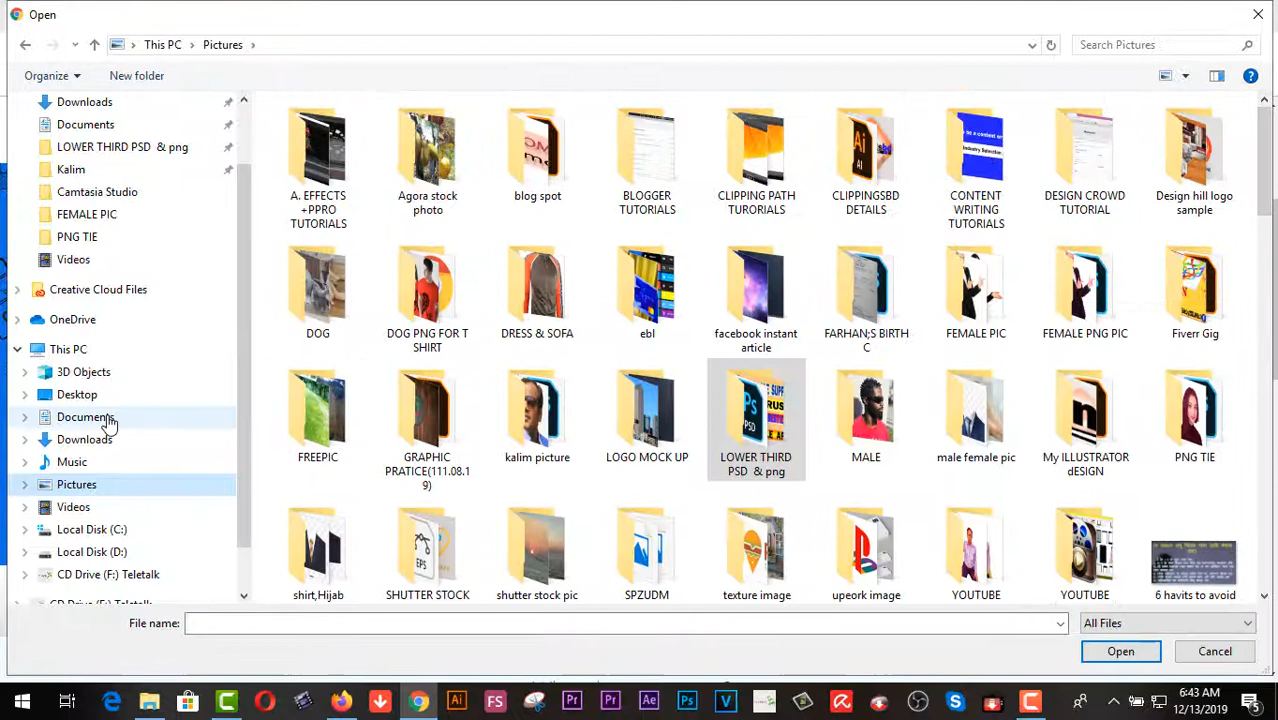 Open
This PC
Pictures
Search Pictures
Organize
New folder
Downloads
Documents
LOWER THIRD PSD & png
Kalim
Camtasia Studio
FEMALE PIC
PNG TIE
Videos
Creative Cloud Files
OneDrive
This PC
3D Objects
Desktop
Documents
Downloads
Music
Pictures
Videos
Local Disk (C:)
Local Disk (D:)
CD Drive (F:) Teletalk
A. EFFECTS
+PPRO
TUTORIALS
Agora stock
photo
blog spot
BLOGGER
TUTORIALS
CLIPPING PATH
TURORIALS
CLIPPINGSBD
DETAILS
CONTENT
WRITING
TUTORIALS
DESIGN CROWD
TUTORIAL
Design hill logo
sample
DOG
DOG PNG FOR T
SHIRT
DRESS & SOFA
ebl
facebook instant
article
FARHAN;S BIRTH
C
FEMALE PIC
FEMALE PNG PIC
Fiverr Gig
FREEPIC
GRAPHIC
PRATICE(111.08.1
9)
kalim picture
LOGO MOCK UP
LOWER THIRD
PSD & png
MALE
male female pic
My ILLUSTRATOR
dESIGN
PNG TIE
shirt,Hijab
SHUTTER STOCK
shutter stock pic
SPZUDM
texture image
upeork image
YOUTUBE
YOUTUBE
6 havits to avoid
File name:
All Files
Open
Cancel
6:43 AM
12/13/2019